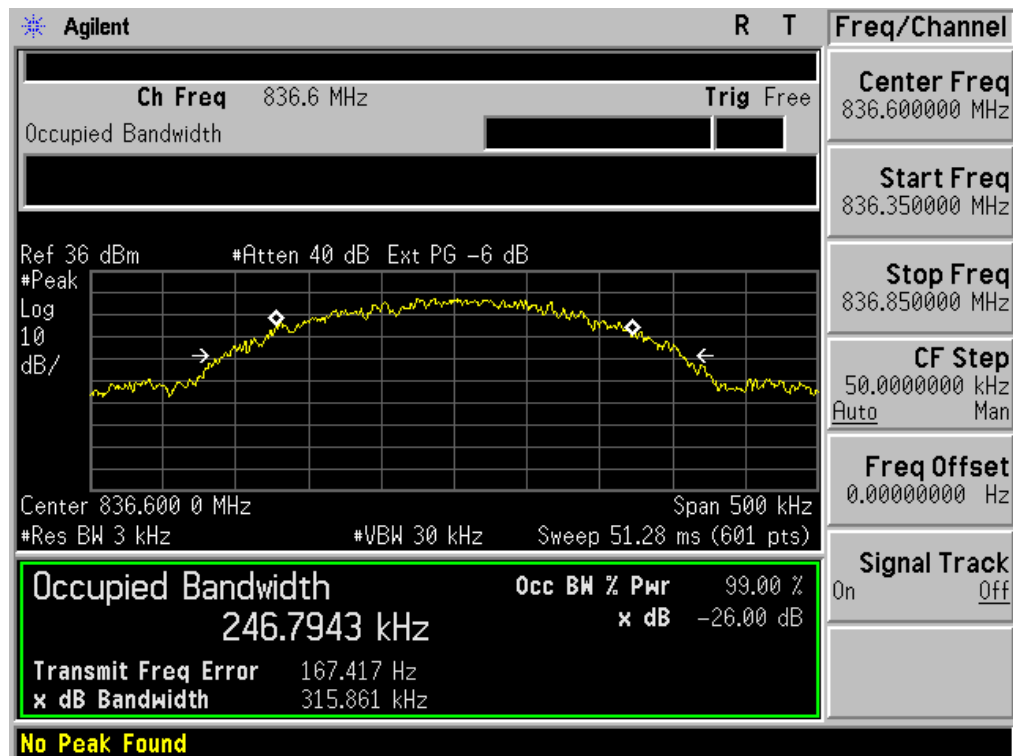 Agilent R T
Ch Freq 836.6 MHz Trig Free
Occupied Bandwidth
Ref 36 dBm #Atten 40 dB Ext PG -6 dB
#Peak
Log
10
dB/
Center 836.600 0 MHz Span 500 kHz
#Res BW 3 kHz #VBW 30 kHz Sweep 51.28 ms (601 pts)
Occupied Bandwidth Occ BW % Pwr 99.00 %
246.7943 kHz x dB -26.00 dB
Transmit Freq Error 167.417 Hz
x dB Bandwidth 315.861 kHz
No Peak Found
Freq/Channel
Center Freq
836.600000 MHz
Start Freq
836.350000 MHz
Stop Freq
836.850000 MHz
CF Step
50.0000000 kHz
Auto Man
Freq Offset
0.00000000 Hz
Signal Track
On Off